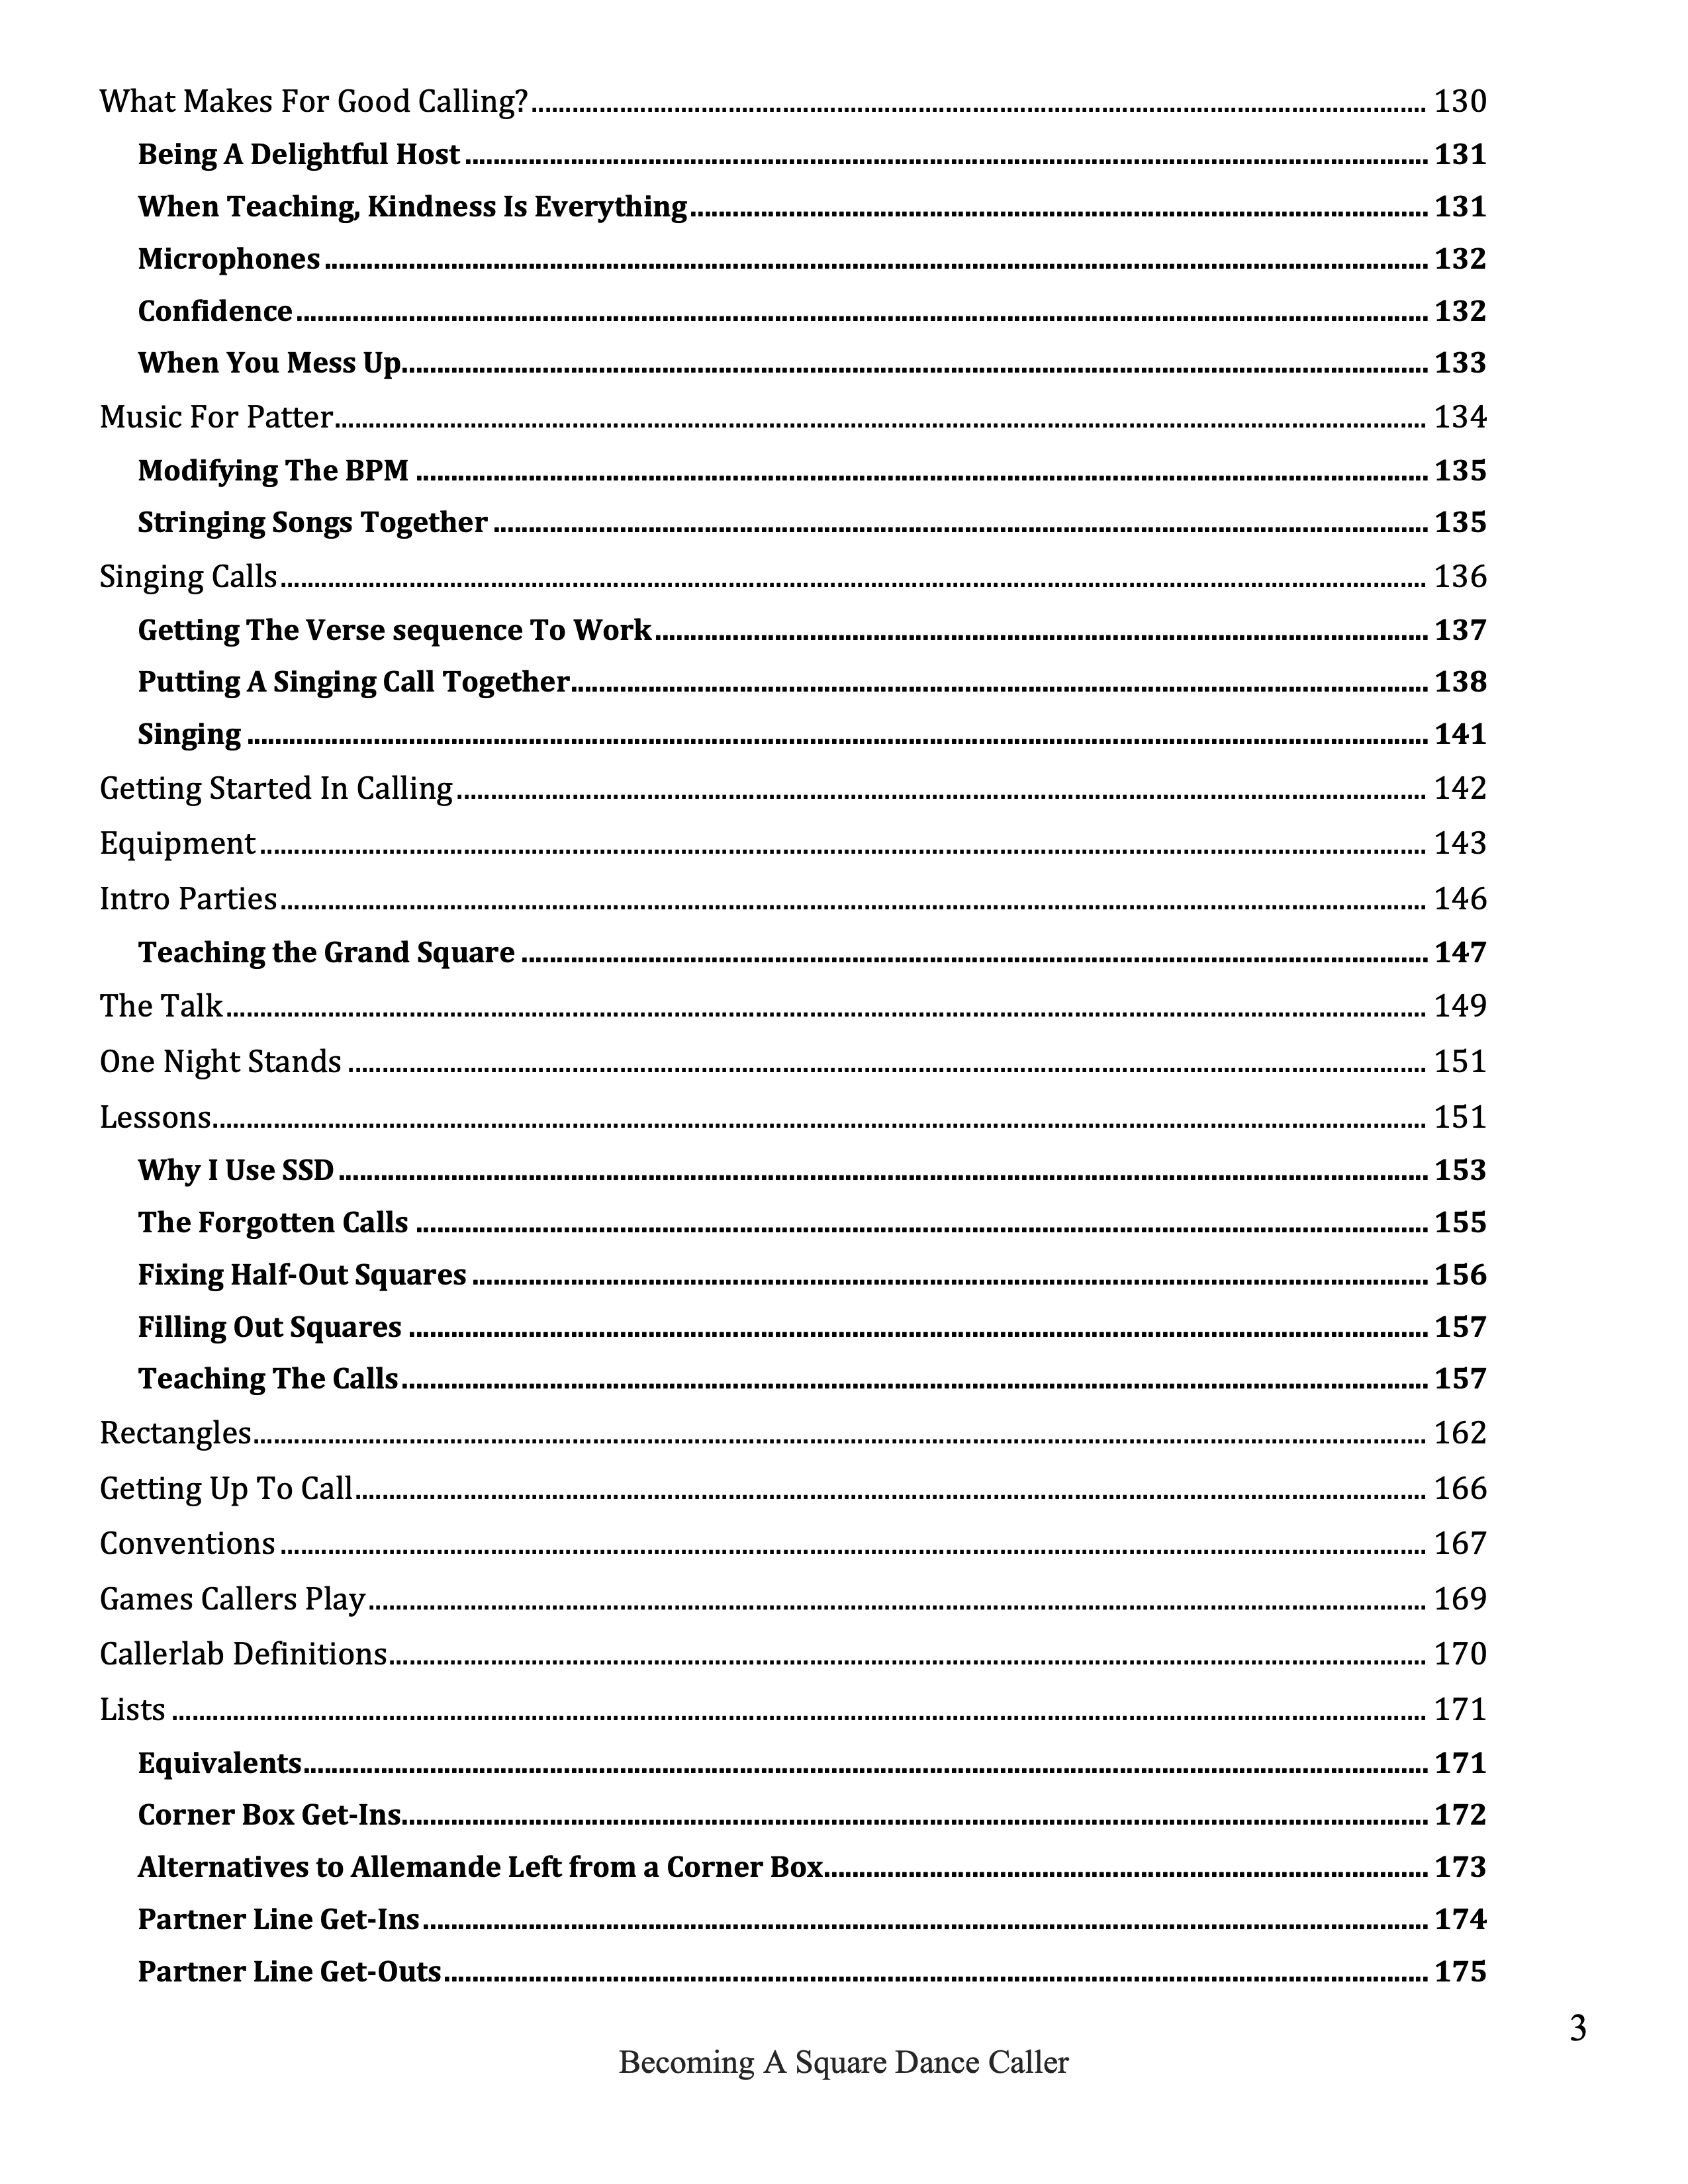 What Makes For Good Calling?........ 130
Being A Delightful Host........ 131
When Teaching, Kindness Is Everything........ 131
Microphones........ 132
Confidence........ 132
When You Mess Up........ 133
Music For Patter........ 134
Modifying The BPM........ 135
Stringing Songs Together........ 135
Singing Calls........ 136
Getting The Verse sequence To Work........ 137
Putting A Singing Call Together........ 138
Singing........ 141
Getting Started In Calling........ 142
Equipment........ 143
Intro Parties........ 146
Teaching the Grand Square........ 147
The Talk........ 149
One Night Stands........ 151
Lessons........ 151
Why I Use SSD........ 153
The Forgotten Calls........ 155
Fixing Half-Out Squares........ 156
Filling Out Squares........ 157
Teaching The Calls........ 157
Rectangles........ 162
Getting Up To Call........ 166
Conventions........ 167
Games Callers Play........ 169
Callerlab Definitions........ 170
Lists........ 171
Equivalents........ 171
Corner Box Get-Ins........ 172
Alternatives to Allemande Left from a Corner Box........ 173
Partner Line Get-Ins........ 174
Partner Line Get-Outs........ 175
3
Becoming A Square Dance Caller